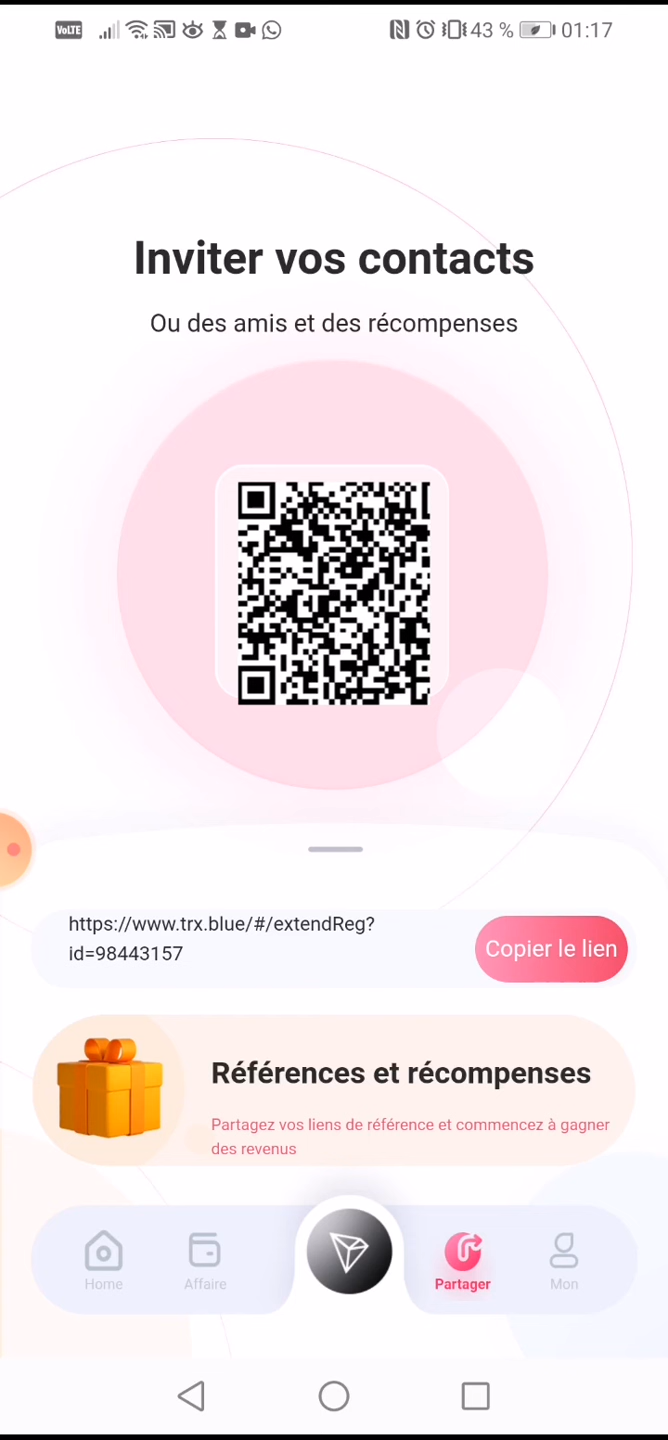 VoLTE 43 % 01:17
Inviter vos contacts
Ou des amis et des récompenses
https://www.trx.blue/#/extendReg?
id=98443157
Copier le lien
Références et récompenses
Partagez vos liens de référence et commencez à gagner
des revenus
Home Affaire Partager Mon